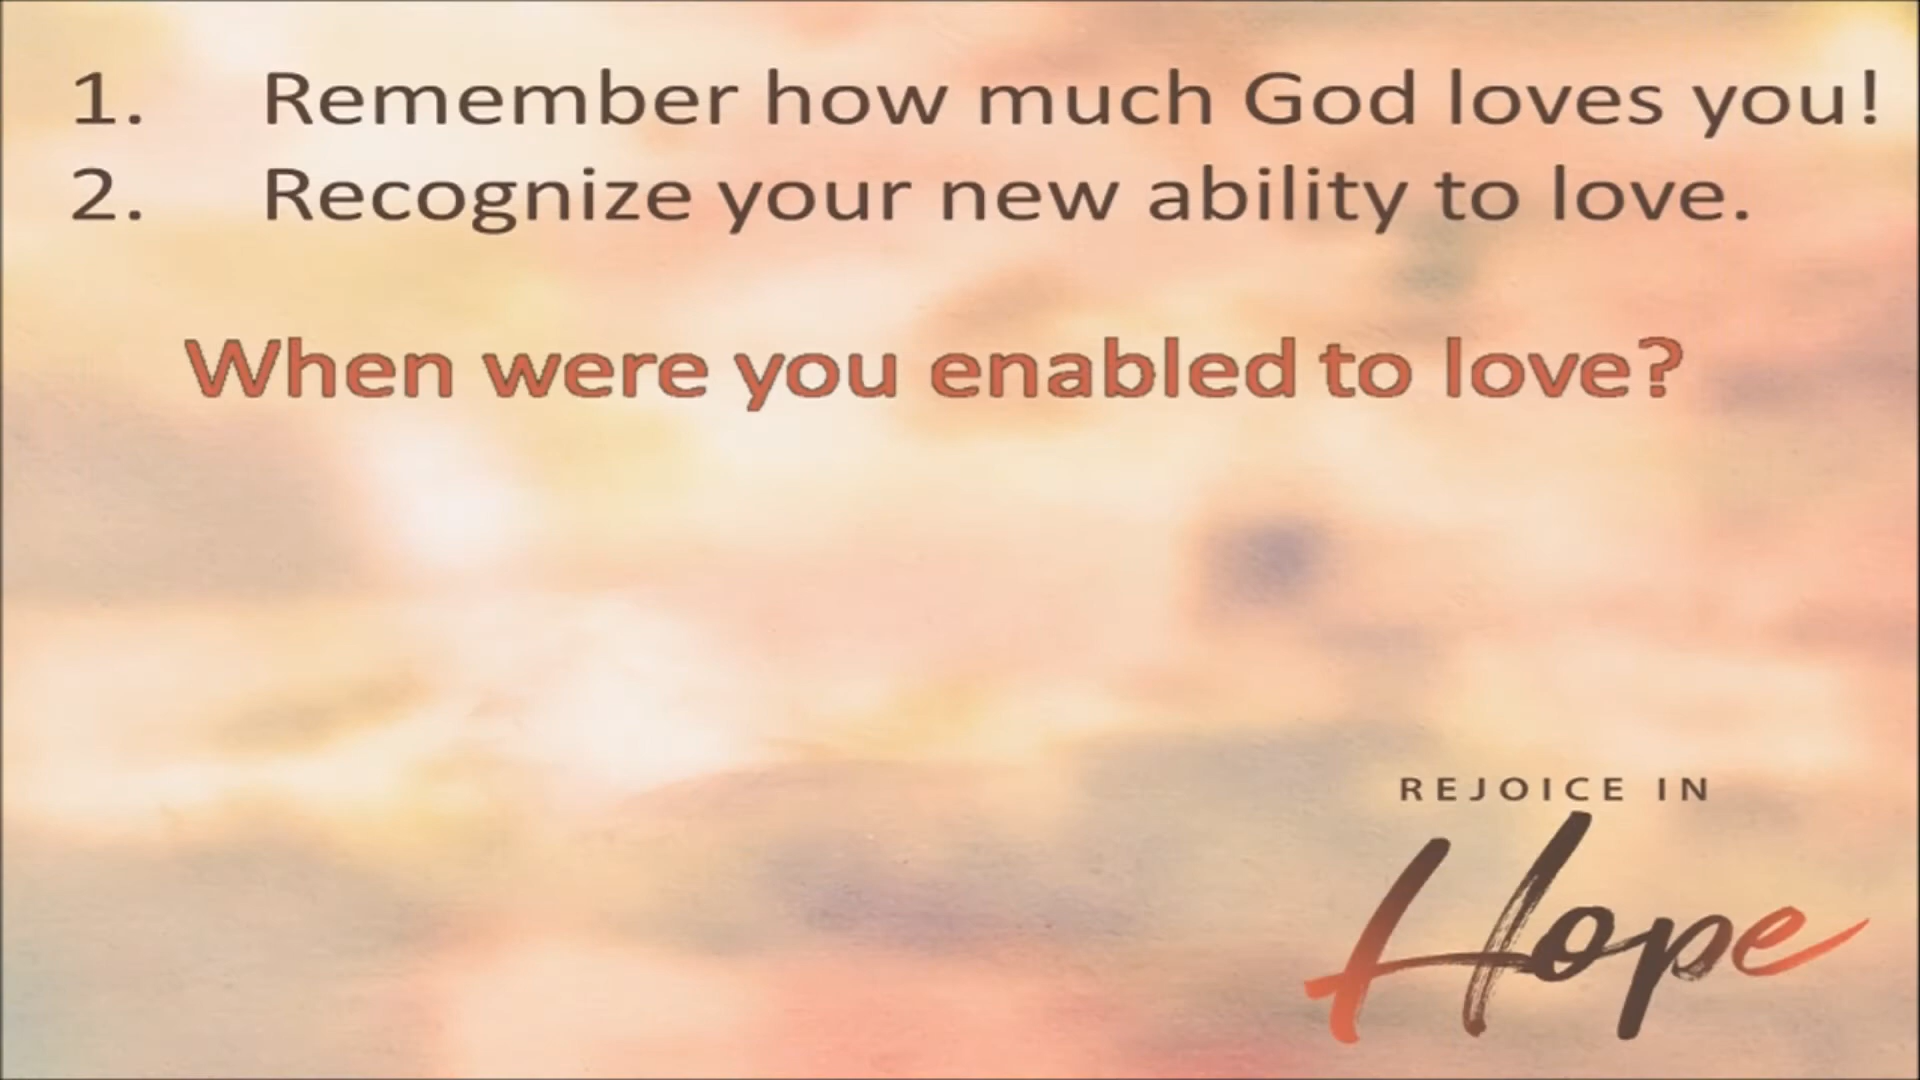 1. Remember how much God loves you!
2. Recognize your new ability to love.
When were you enabled to love?
REJOICE IN
Hope